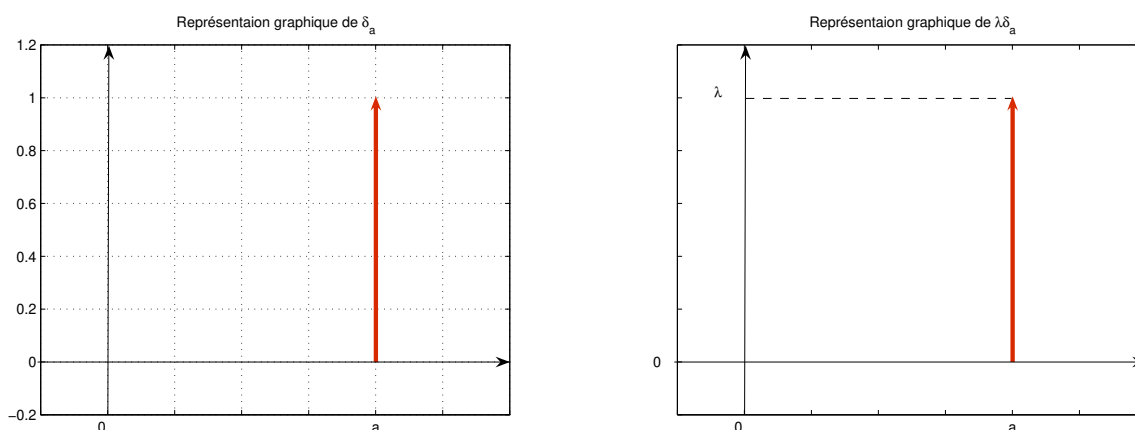 Représentaion graphique de δa
1.2
1
0.8
0.6
0.4
0.2
0
−0.2
0
a
Représentaion graphique de λδa
λ
0
0
a